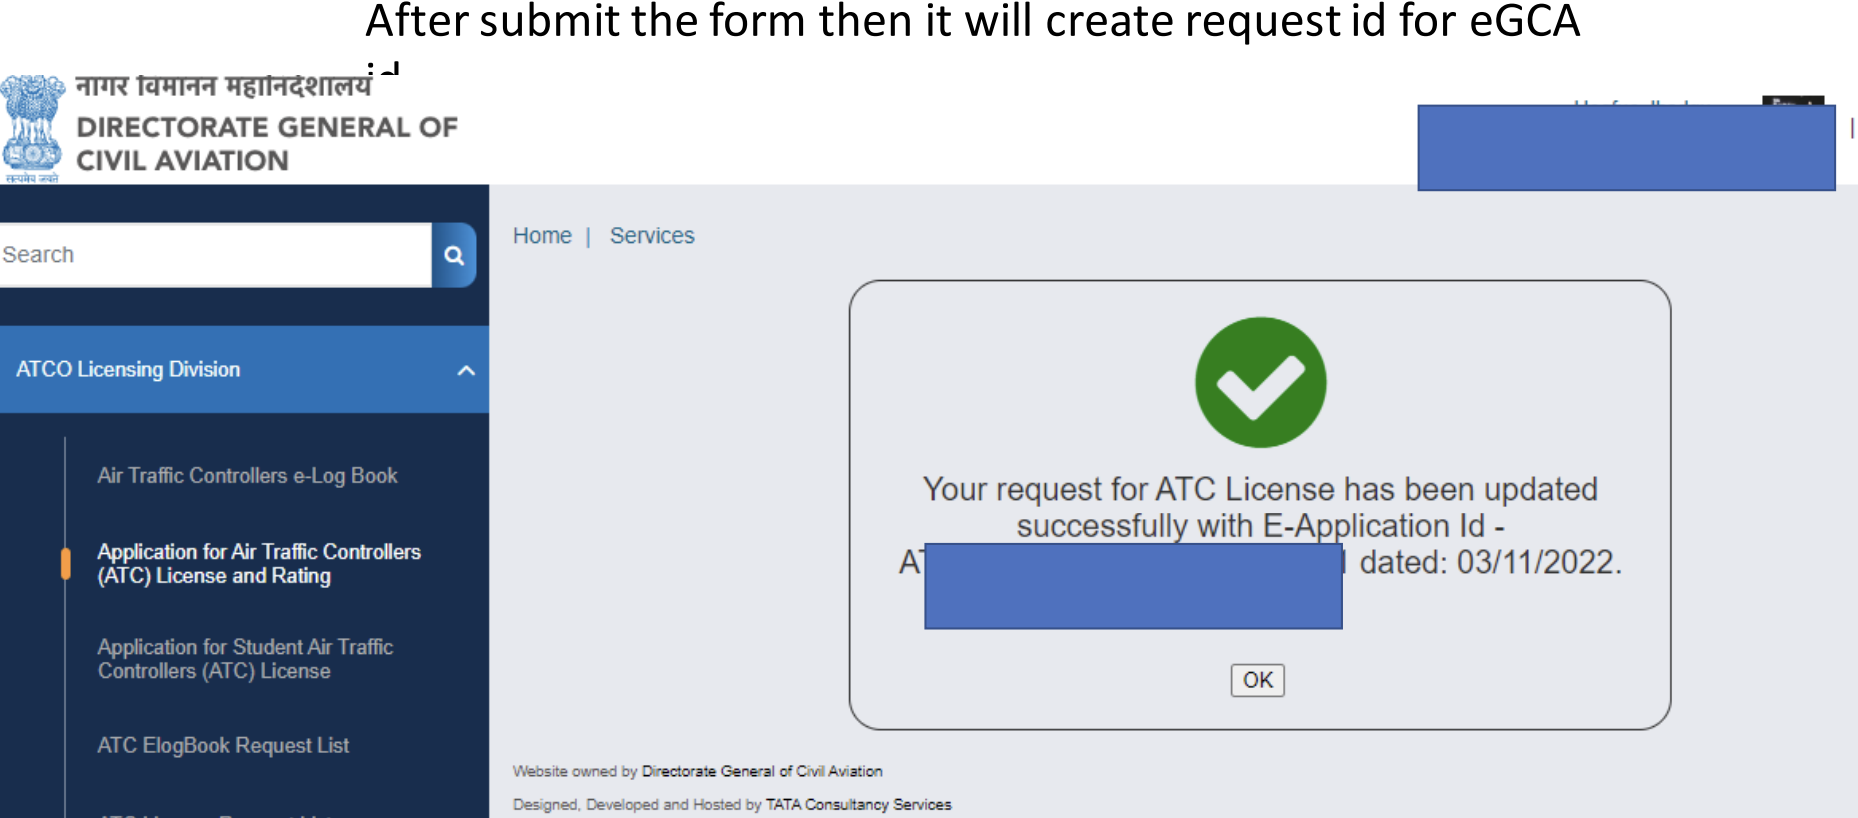 After submit the form then it will create request id for eGCA
id
नागर विमानन महानिदेशालय
DIRECTORATE GENERAL OF
CIVIL AVIATION
सत्यमेव जयते
Search
Home | Services
ATCO Licensing Division
Air Traffic Controllers e-Log Book
Application for Air Traffic Controllers
(ATC) License and Rating
Application for Student Air Traffic
Controllers (ATC) License
ATC ElogBook Request List
Your request for ATC License has been updated
successfully with E-Application Id -
dated: 03/11/2022.
OK
Website owned by Directorate General of Civil Aviation
Designed, Developed and Hosted by TATA Consultancy Services